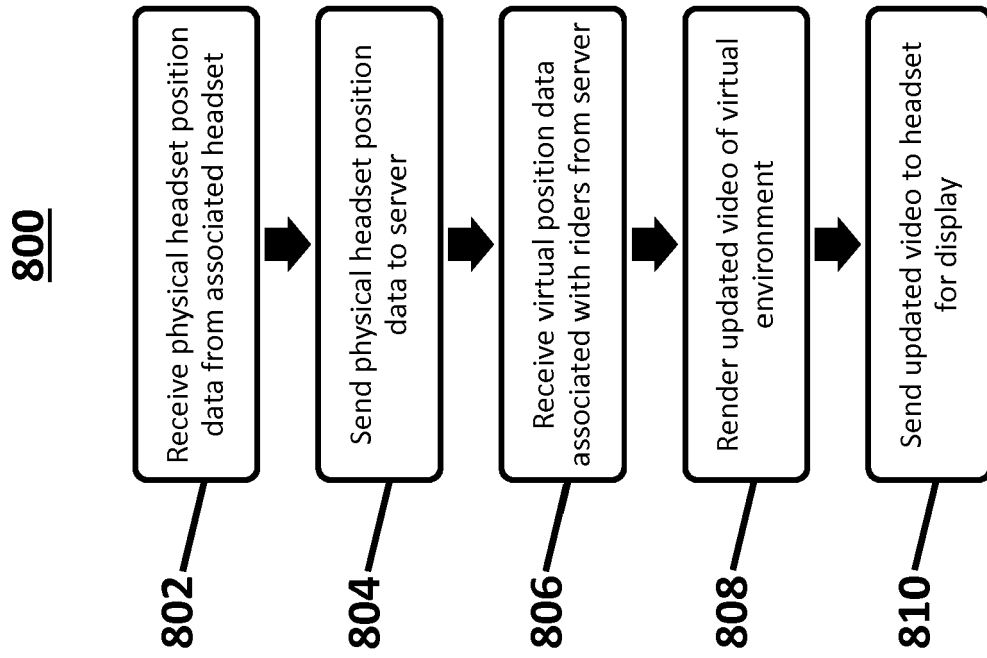 800
802
Receive physical headset position
data from associated headset
804
Send physical headset position
data to server
806
Receive virtual position data
associated with riders from server
808
Render updated video of virtual
environment
810
Send updated video to headset
for display